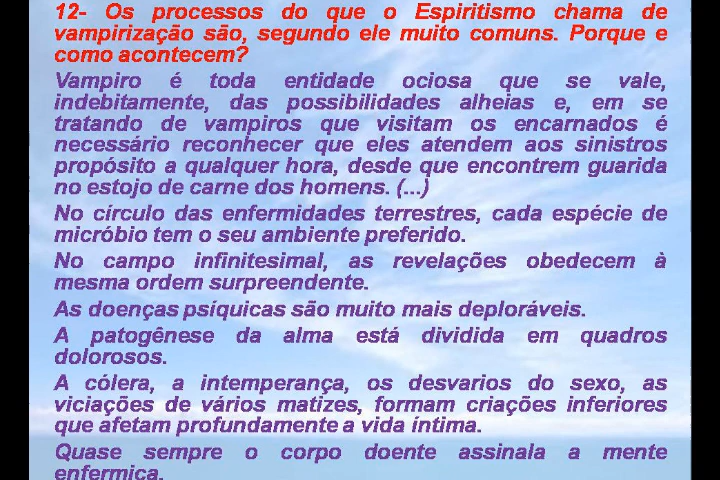 12- Os processos do que o Espiritismo chama de
vampirização são, segundo ele muito comuns. Porque e
como acontecem?
Vampiro é toda entidade ociosa que se vale,
indebitamente, das possibilidades alheias e, em se
tratando de vampiros que visitam os encarnados é
necessário reconhecer que eles atendem aos sinistros
propósito a qualquer hora, desde que encontrem guarida
no estojo de carne dos homens. (...)
No círculo das enfermidades terrestres, cada espécie de
micróbio tem o seu ambiente preferido.
No campo infinitesimal, as revelações obedecem à
mesma ordem surpreendente.
As doenças psíquicas são muito mais deploráveis.
A patogênese da alma está dividida em quadros
dolorosos.
A cólera, a intemperança, os desvarios do sexo, as
viciações de vários matizes, formam criações inferiores
que afetam profundamente a vida íntima.
Quase sempre o corpo doente assinala a mente
enfermiça.